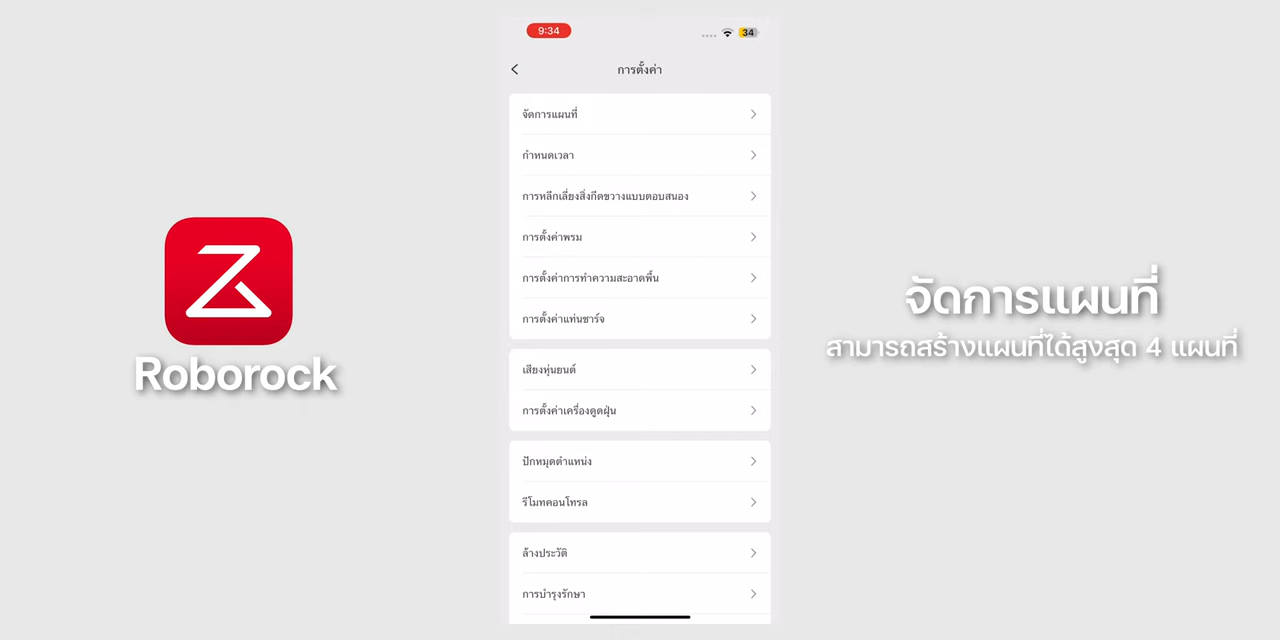 9:34
34
การตั้งค่า
จัดการแผนที่
กำหนดเวลา
การหลีกเลี่ยงสิ่งกีดขวางแบบตอบสนอง
การตั้งค่าพรม
การตั้งค่าการทำความสะอาดพื้น
การตั้งค่าแท่นชาร์จ
เสียงหุ่นยนต์
การตั้งค่าเครื่องดูดฝุ่น
ปักหมุดตำแหน่ง
รีโมทคอนโทรล
ล้างประวัติ
การบำรุงรักษา
Roborock
จัดการแผนที่
สามารถสร้างแผนที่ได้สูงสุด 4 แผนที่